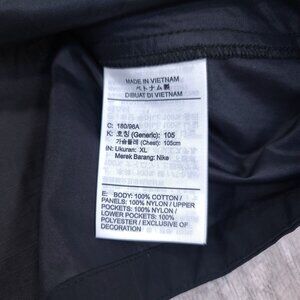 MADE IN VIETNAM
ベトナム製
DIBUAT DI VIETNAM
C: 180/96A
K: 호칭 (Generic): 105
가슴둘레 (Chest): 105cm
IN: Ukuran: XL
Merek Barang: Nike
E: BODY: 100% COTTON /
PANELS: 100% NYLON / UPPER
POCKETS: 100% NYLON /
LOWER POCKETS: 100%
POLYESTER / EXCLUSIVE OF
DECORATION